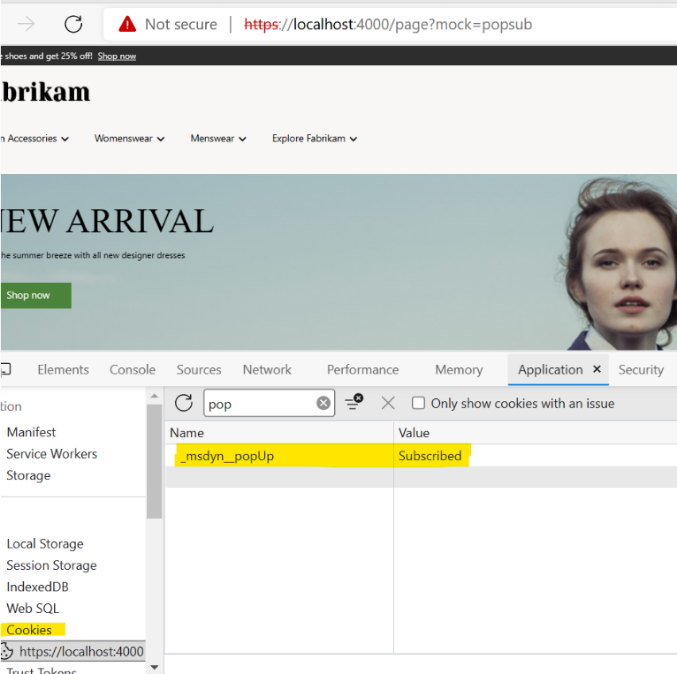 Not secure | https://localhost:4000/page?mock=popsub
e shoes and get 25% off! Shop now
brikam
n Accessories Womenswear Menswear Explore Fabrikam
NEW ARRIVAL
he summer breeze with all new designer dresses
Shop now
Elements Console Sources Network Performance Memory Application Security
tion
pop
Only show cookies with an issue
Manifest
Service Workers
Storage
Name Value
_msdyn__popUp Subscribed
Local Storage
Session Storage
IndexedDB
Web SQL
Cookies
https://localhost:4000
Trust Tokens